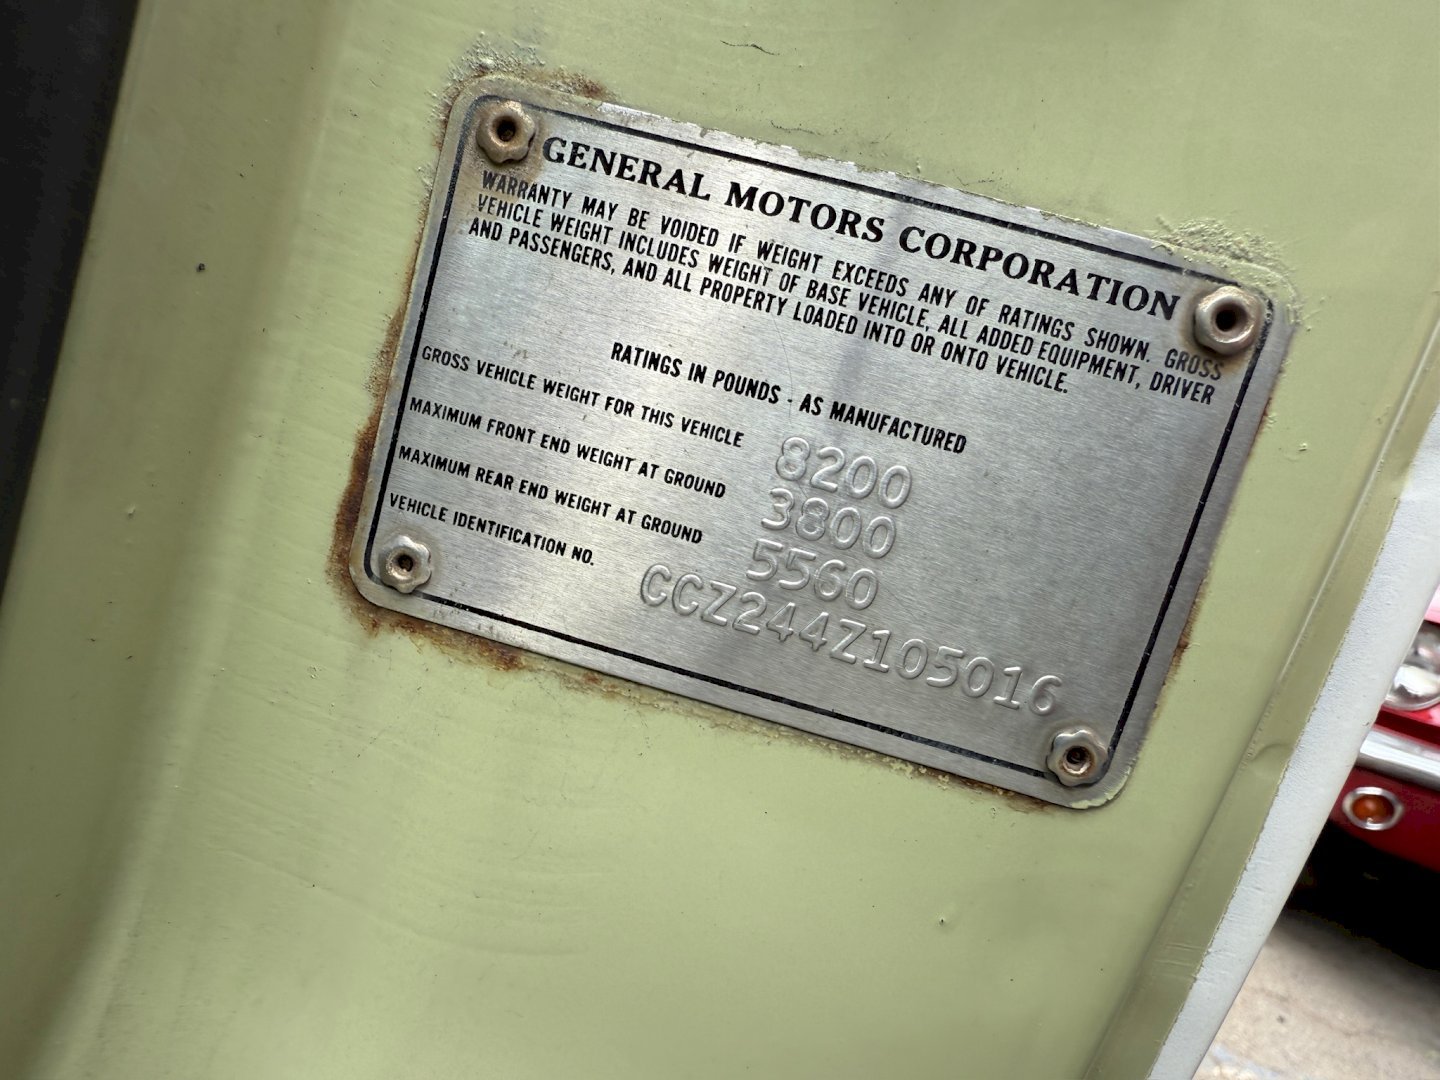 GENERAL MOTORS CORPORATION
WARRANTY MAY BE VOIDED IF WEIGHT EXCEEDS ANY OF RATINGS SHOWN. GROSS
VEHICLE WEIGHT INCLUDES WEIGHT OF BASE VEHICLE, ALL ADDED EQUIPMENT, DRIVER
AND PASSENGERS, AND ALL PROPERTY LOADED INTO OR ONTO VEHICLE.
RATINGS IN POUNDS - AS MANUFACTURED
GROSS VEHICLE WEIGHT FOR THIS VEHICLE 8200
MAXIMUM FRONT END WEIGHT AT GROUND 3800
MAXIMUM REAR END WEIGHT AT GROUND 5560
VEHICLE IDENTIFICATION NO. CCZ244Z105016